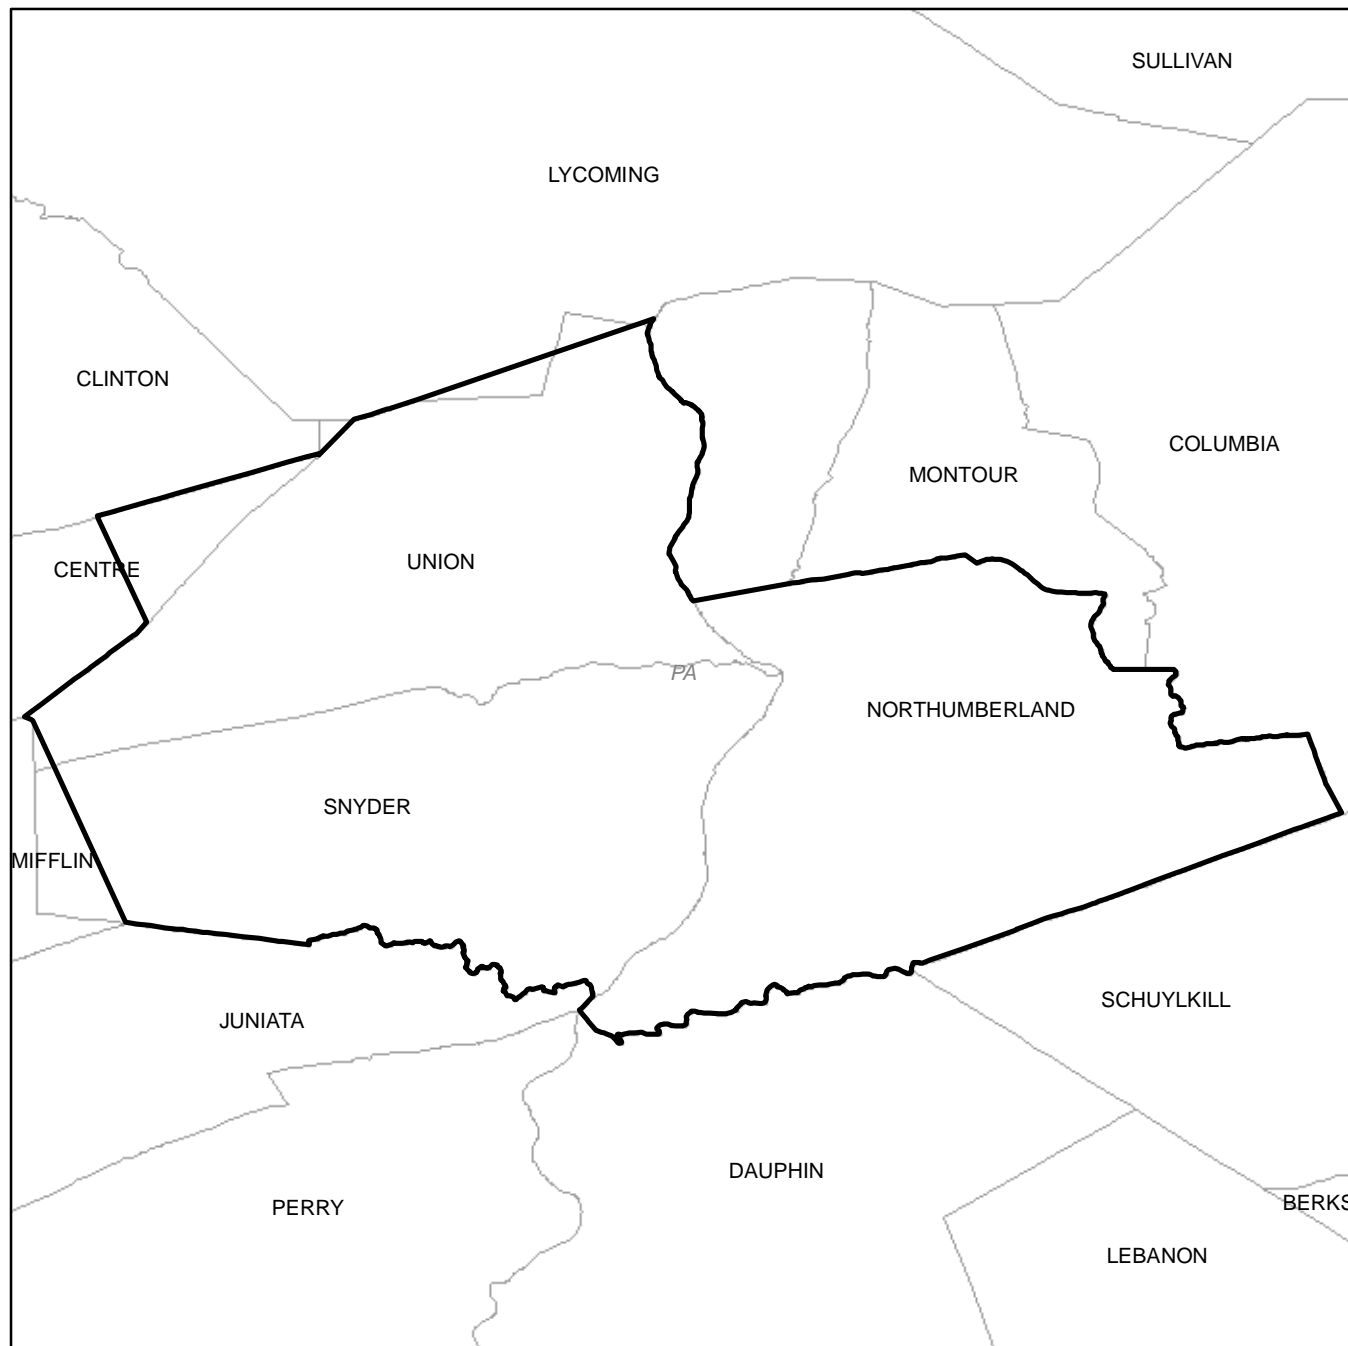 SULLIVAN
LYCOMING
CLINTON
COLUMBIA
MONTOUR
UNION
CENTRE
PA
NORTHUMBERLAND
SNYDER
MIFFLIN
SCHUYLKILL
JUNIATA
DAUPHIN
BERKS
PERRY
LEBANON